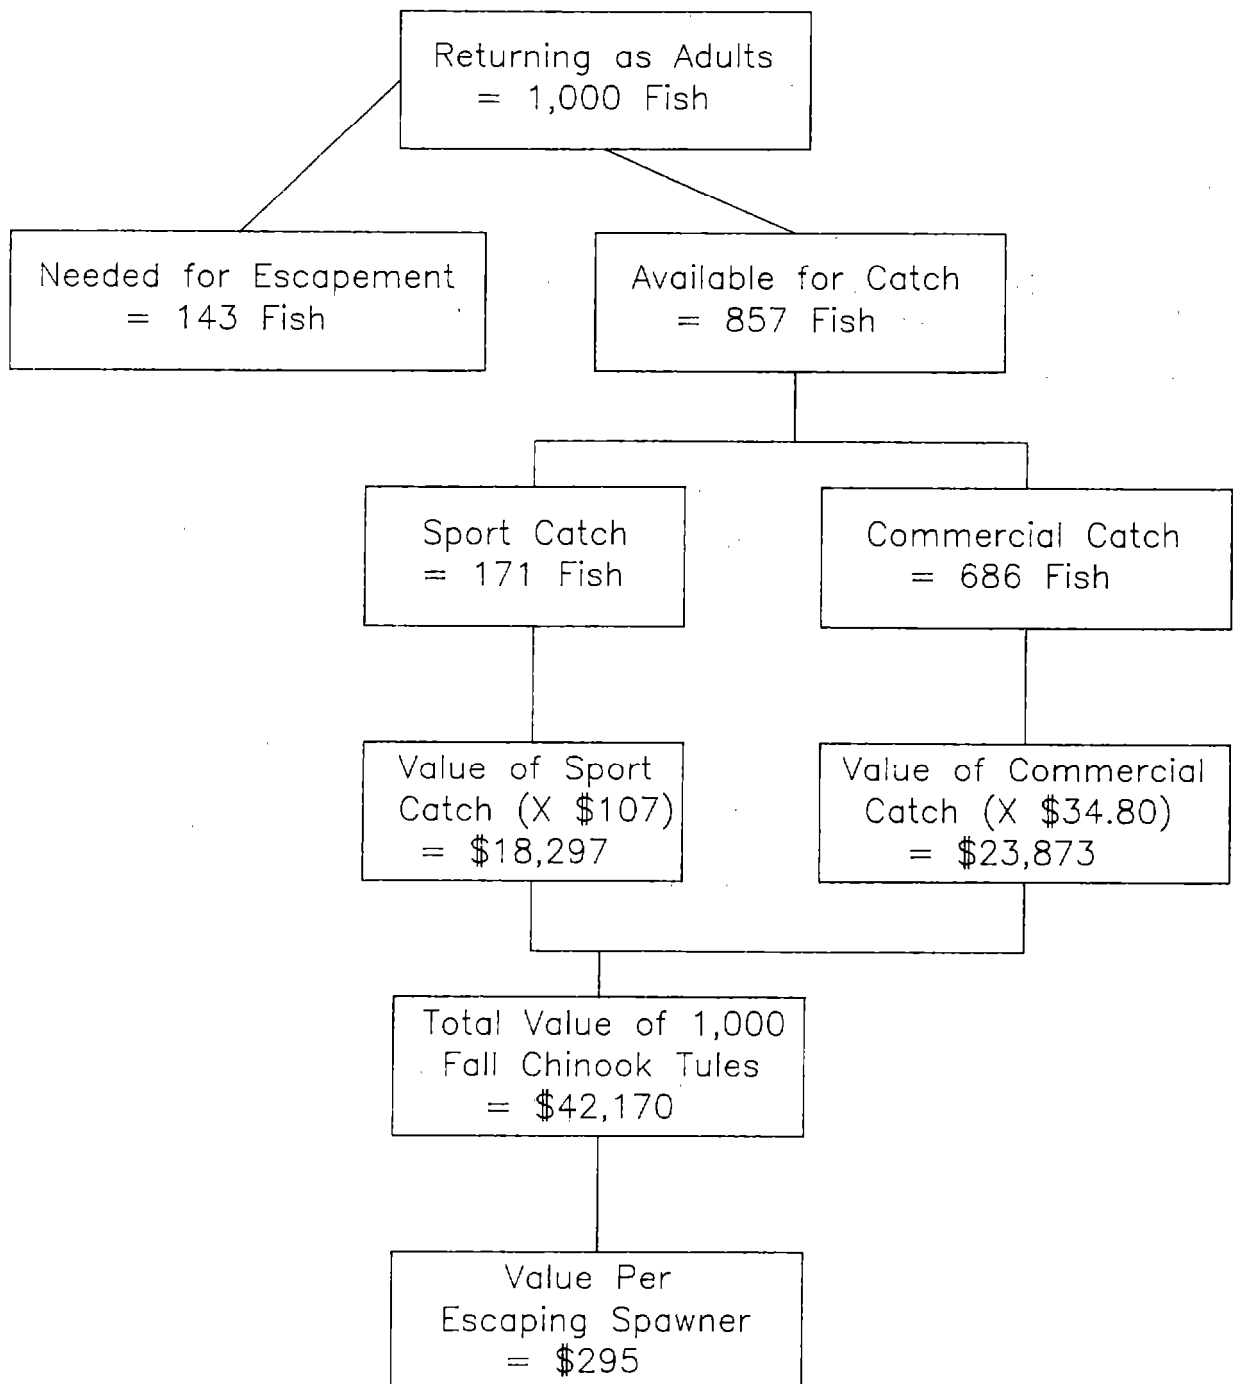 Returning as Adults
= 1,000 Fish
Needed for Escapement
= 143 Fish
Available for Catch
= 857 Fish
Sport Catch
= 171 Fish
Commercial Catch
= 686 Fish
Value of Sport
Catch (X $107)
= $18,297
Value of Commercial
Catch (X $34.80)
= $23,873
Total Value of 1,000
Fall Chinook Tules
= $42,170
Value Per
Escaping Spawner
= $295